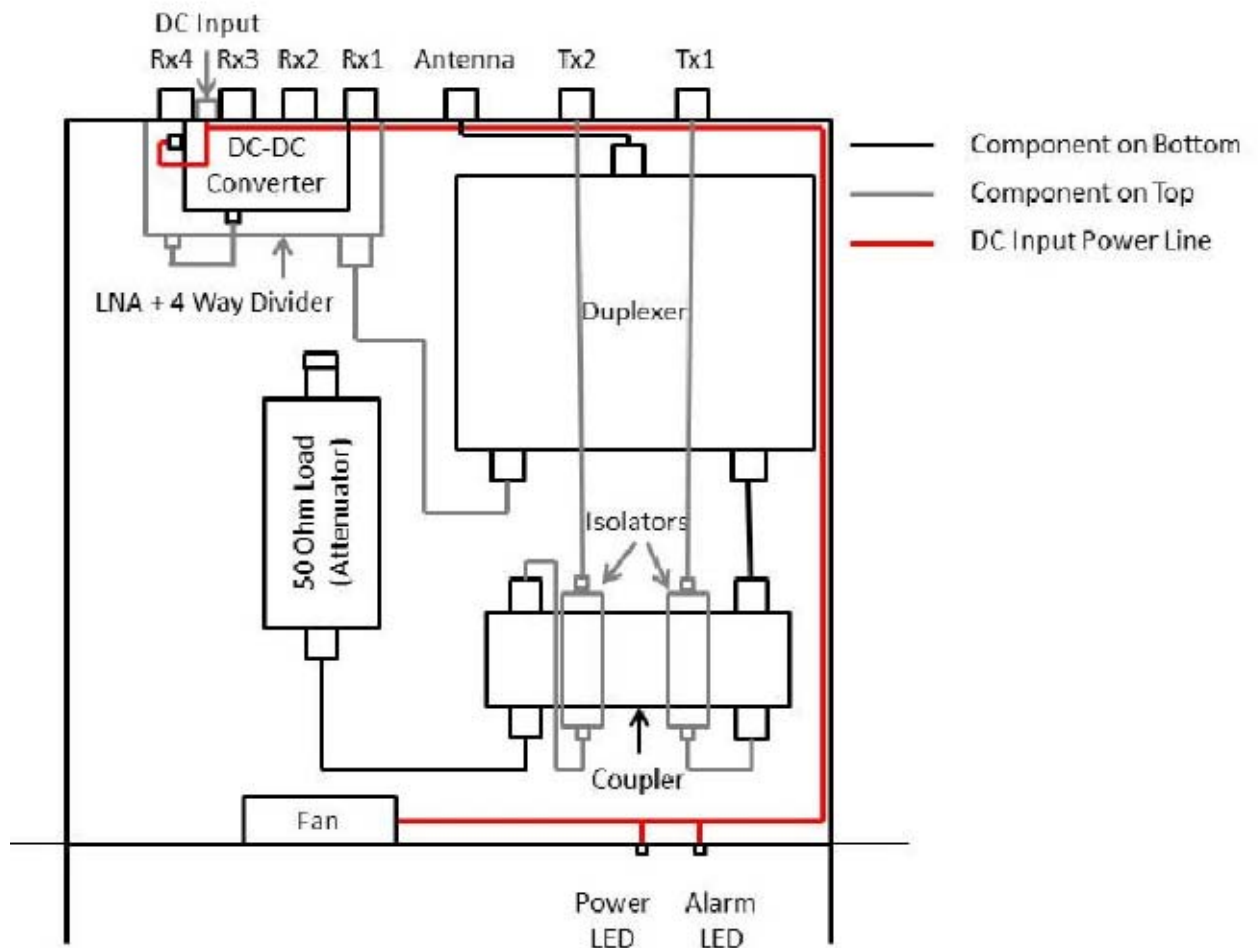 DC Input
Rx4 Rx3 Rx2 Rx1 Antenna Tx2 Tx1
DC-DC
Converter
Component on Bottom
Component on Top
DC Input Power Line
LNA + 4 Way Divider
Duplexer
50 Ohm Load
(Attenuator)
Isolators
Coupler
Fan
Power
LED
Alarm
LED